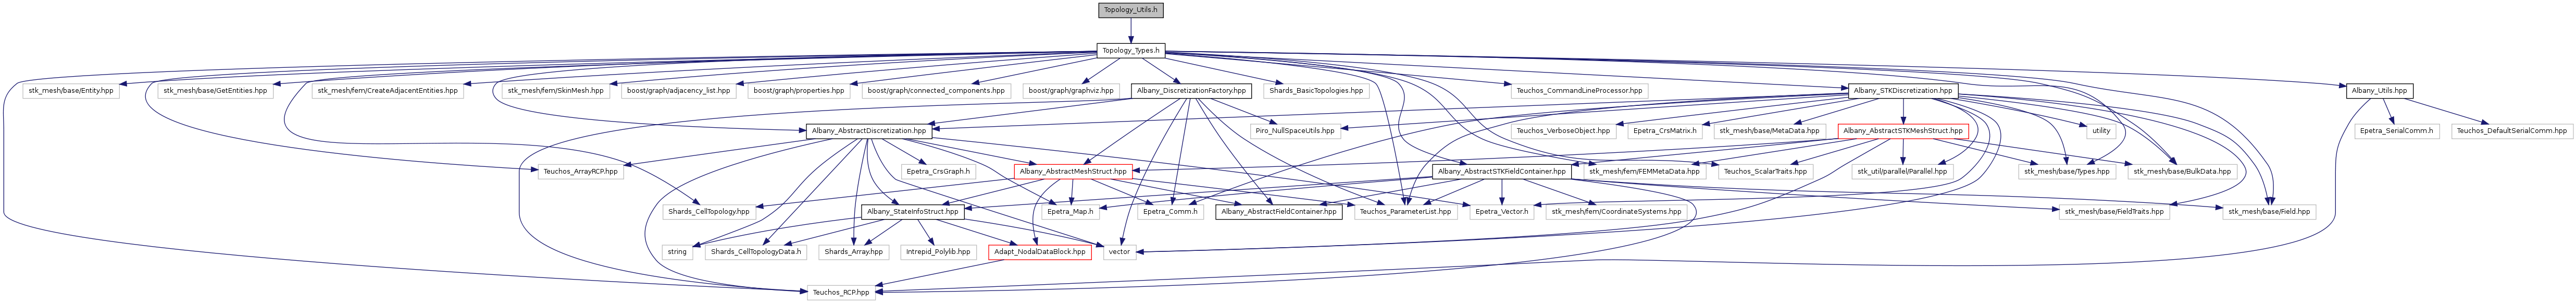 Topology_Utils.h
Topology_Types.h
stk_mesh/base/Entity.hpp
stk_mesh/base/GetEntities.hpp
stk_mesh/fem/CreateAdjacentEntities.hpp
stk_mesh/fem/SkinMesh.hpp
boost/graph/adjacency_list.hpp
boost/graph/properties.hpp
boost/graph/connected_components.hpp
boost/graph/graphviz.hpp
Albany_DiscretizationFactory.hpp
Shards_BasicTopologies.hpp
Teuchos_CommandLineProcessor.hpp
Albany_STKDiscretization.hpp
Albany_Utils.hpp
Albany_AbstractDiscretization.hpp
Piro_NullSpaceUtils.hpp
Teuchos_VerboseObject.hpp
Epetra_CrsMatrix.h
stk_mesh/base/MetaData.hpp
Albany_AbstractSTKMeshStruct.hpp
utility
Epetra_SerialComm.h
Teuchos_DefaultSerialComm.hpp
Teuchos_ArrayRCP.hpp
Epetra_CrsGraph.h
Albany_AbstractMeshStruct.hpp
Albany_AbstractSTKFieldContainer.hpp
stk_mesh/fem/FEMMetaData.hpp
Teuchos_ScalarTraits.hpp
stk_util/parallel/Parallel.hpp
stk_mesh/base/Types.hpp
stk_mesh/base/BulkData.hpp
Shards_CellTopology.hpp
Albany_StateInfoStruct.hpp
Epetra_Map.h
Epetra_Comm.h
Albany_AbstractFieldContainer.hpp
Teuchos_ParameterList.hpp
Epetra_Vector.h
stk_mesh/fem/CoordinateSystems.hpp
stk_mesh/base/FieldTraits.hpp
stk_mesh/base/Field.hpp
string
Shards_CellTopologyData.h
Shards_Array.hpp
Intrepid_Polylib.hpp
Adapt_NodalDataBlock.hpp
vector
Teuchos_RCP.hpp